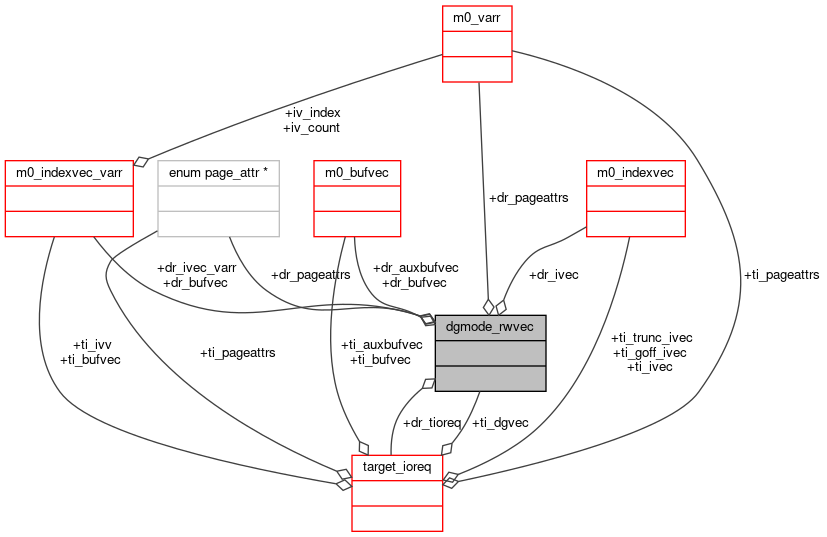 m0_varr
+iv_index
+iv_count
m0_indexvec_varr
enum page_attr *
m0_bufvec
m0_indexvec
+dr_pageattrs
+dr_ivec_varr
+dr_bufvec
+dr_pageattrs
+dr_auxbufvec
+dr_bufvec
+dr_ivec
+ti_pageattrs
dgmode_rwvec
+ti_ivv
+ti_bufvec
+ti_pageattrs
+ti_auxbufvec
+ti_bufvec
+ti_trunc_ivec
+ti_goff_ivec
+ti_ivec
+dr_tioreq
+ti_dgvec
target_ioreq